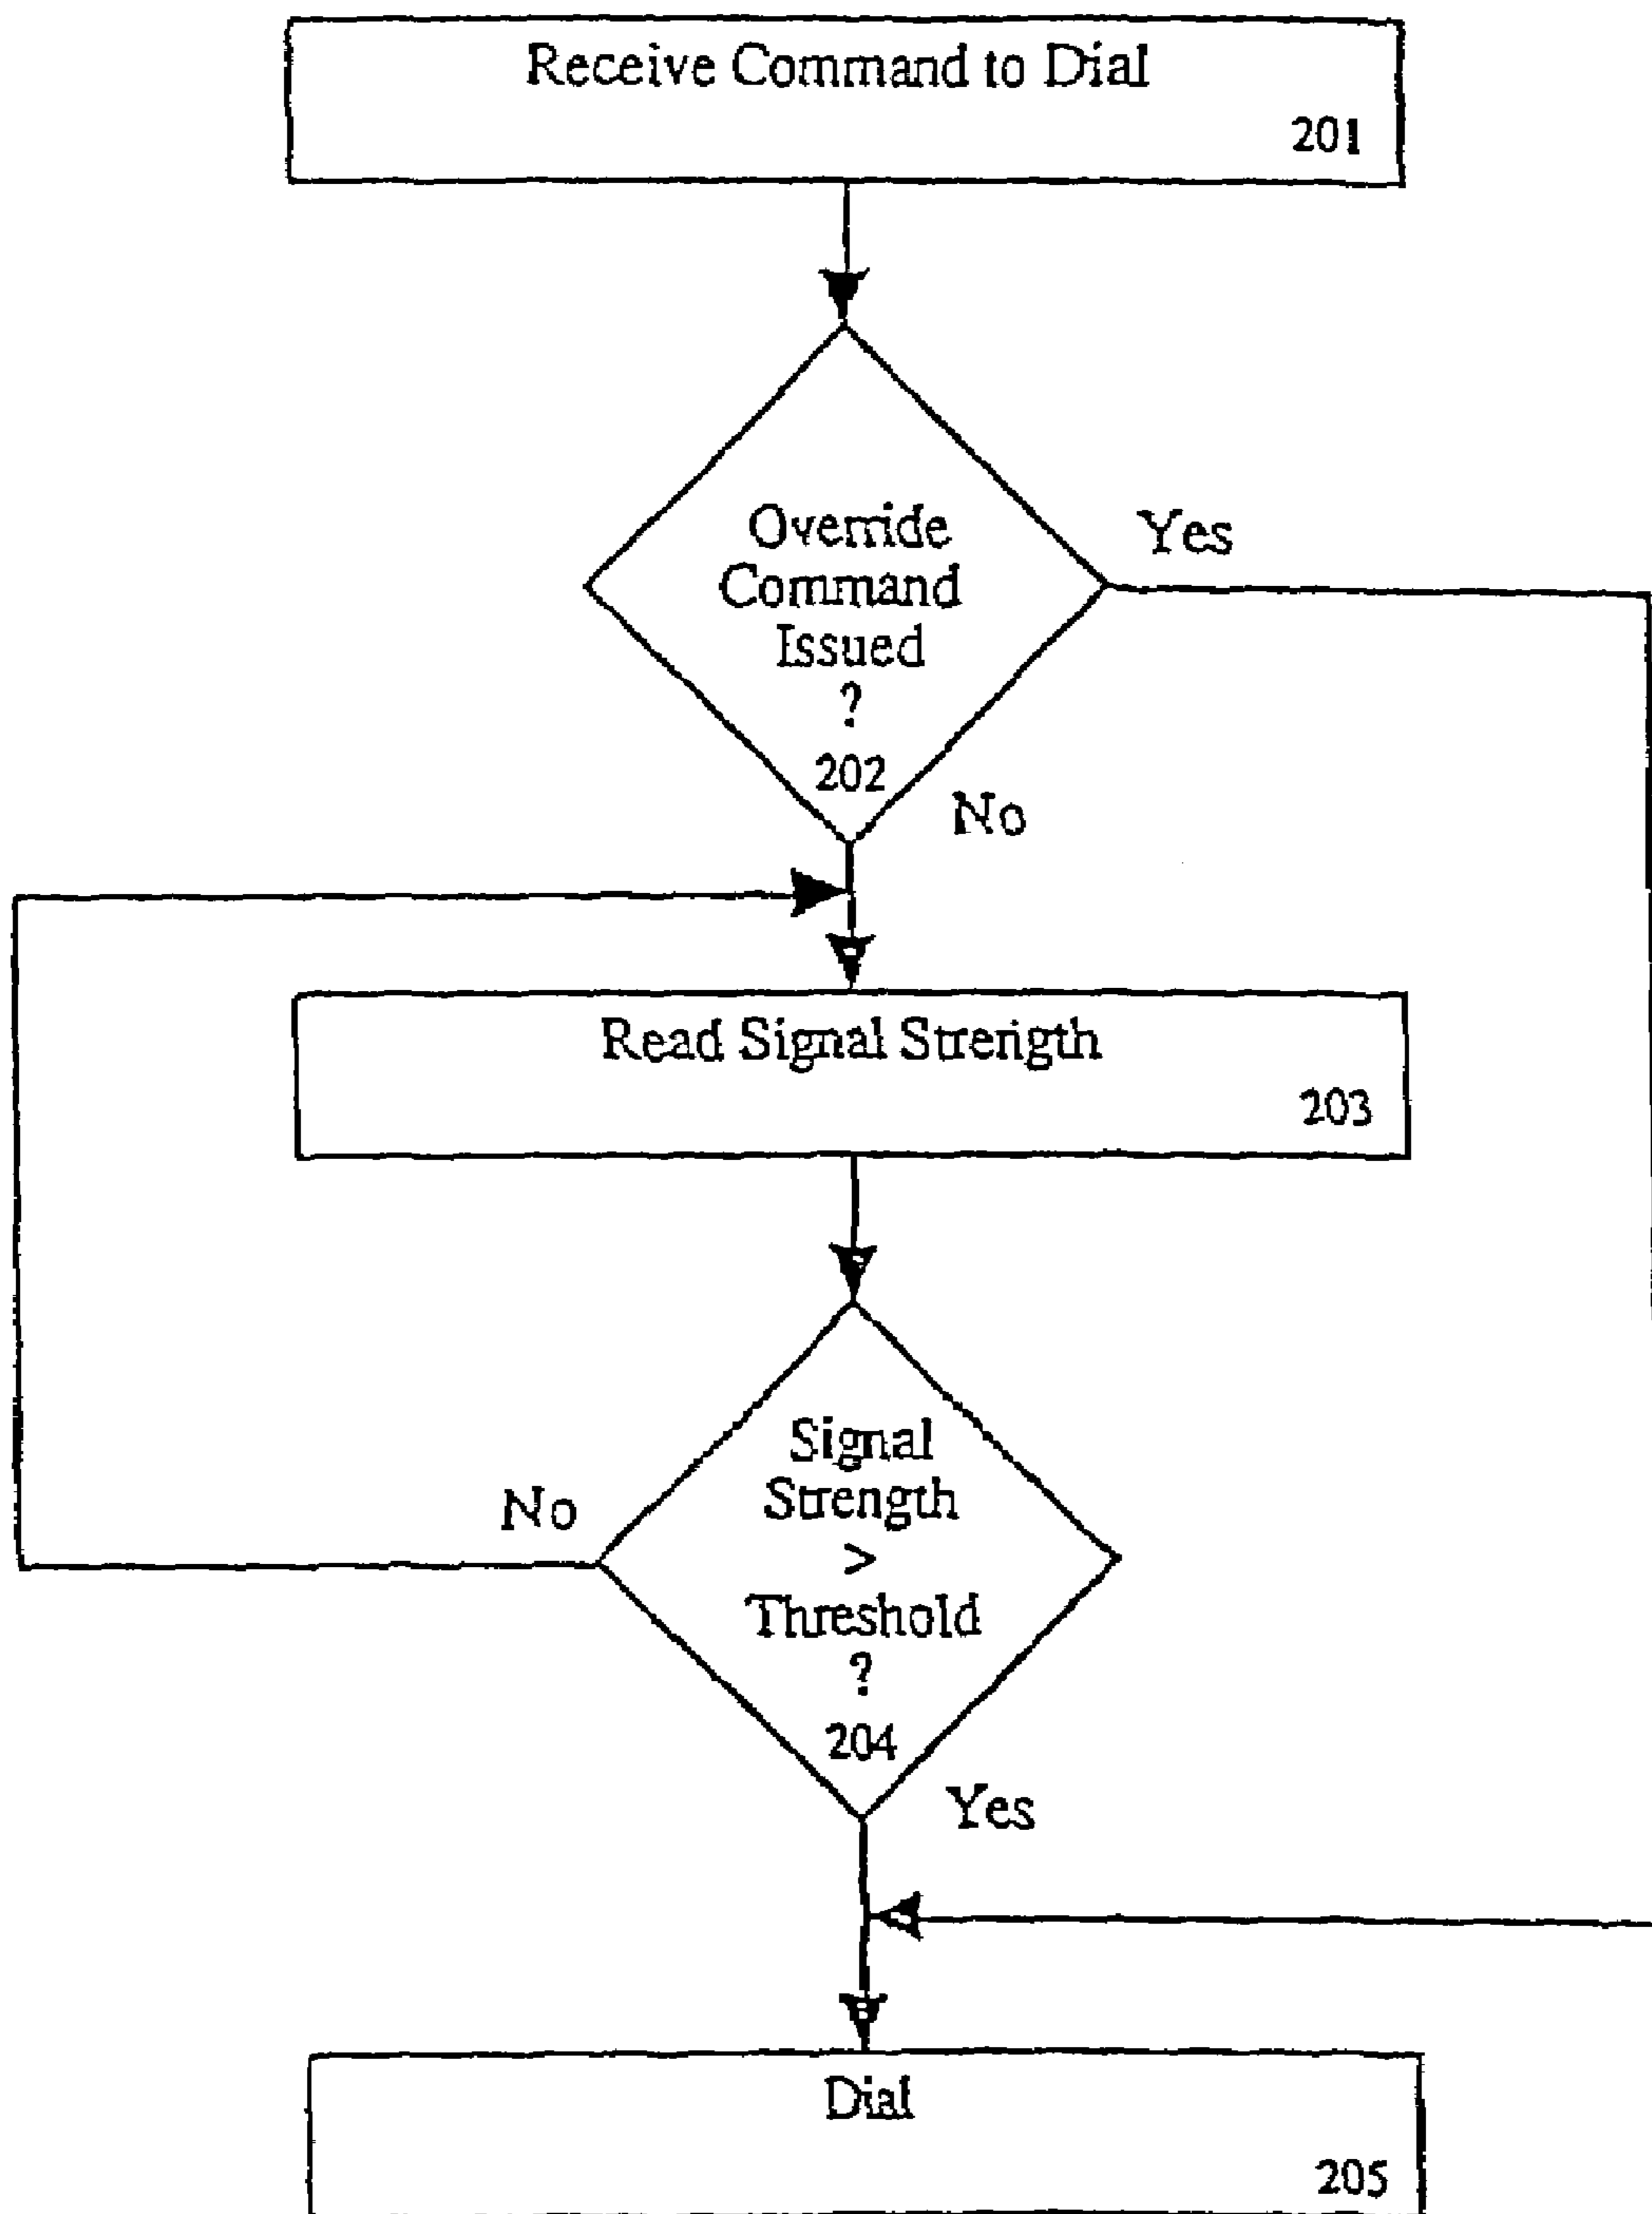 Receive Command to Dial
201
Override
Command
Issued
?
202
Yes
No
Read Signal Strength
203
Signal
Strength
>
Threshold
?
204
No
Yes
Dial
205